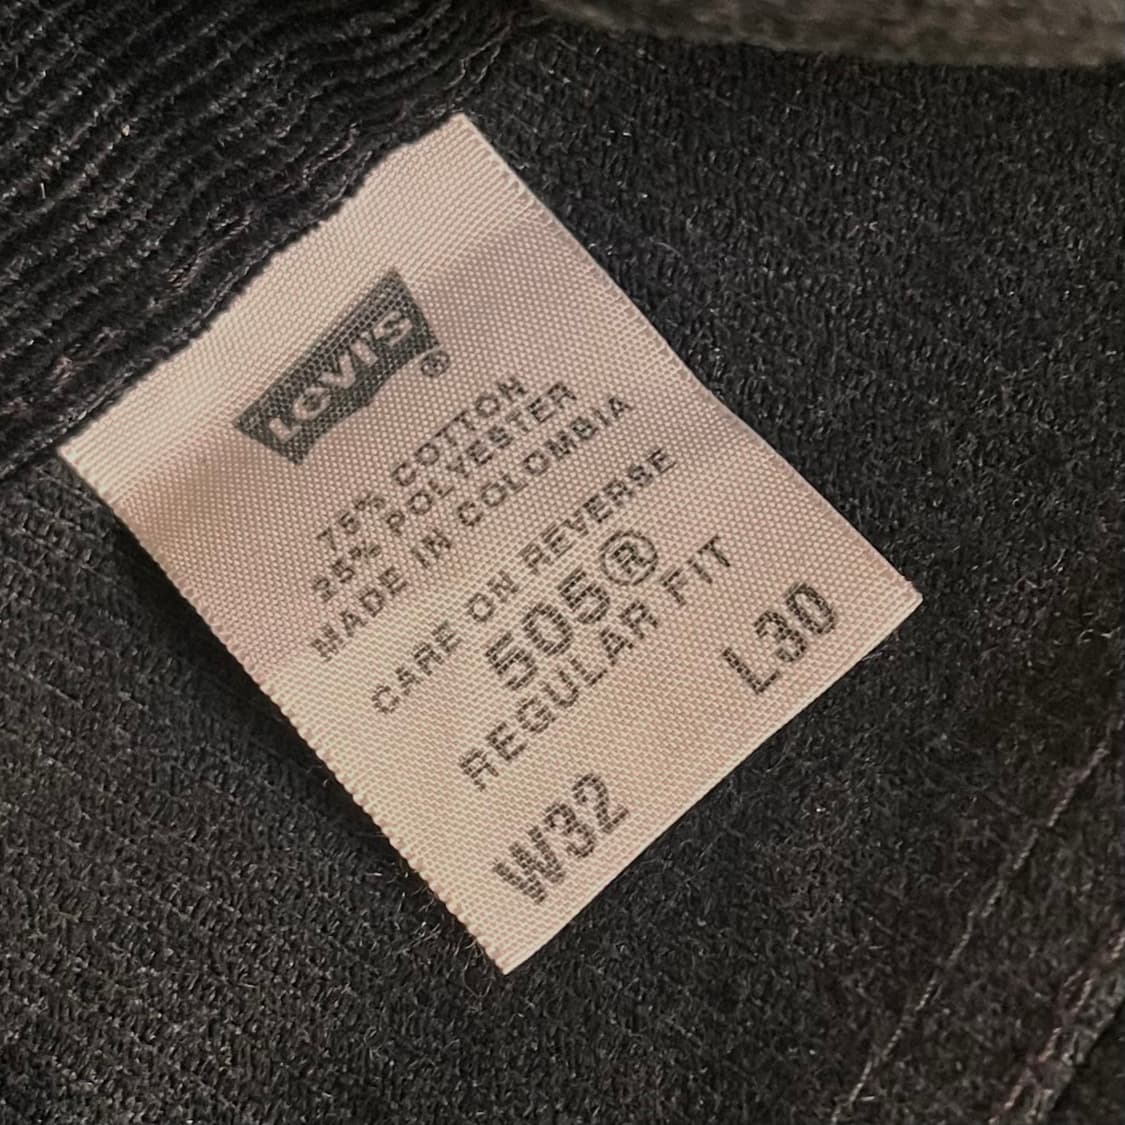 Levi's®
75% COTTON
25% POLYESTER
MADE IN COLOMBIA
CARE ON REVERSE
505®
REGULAR FIT
W32 L30